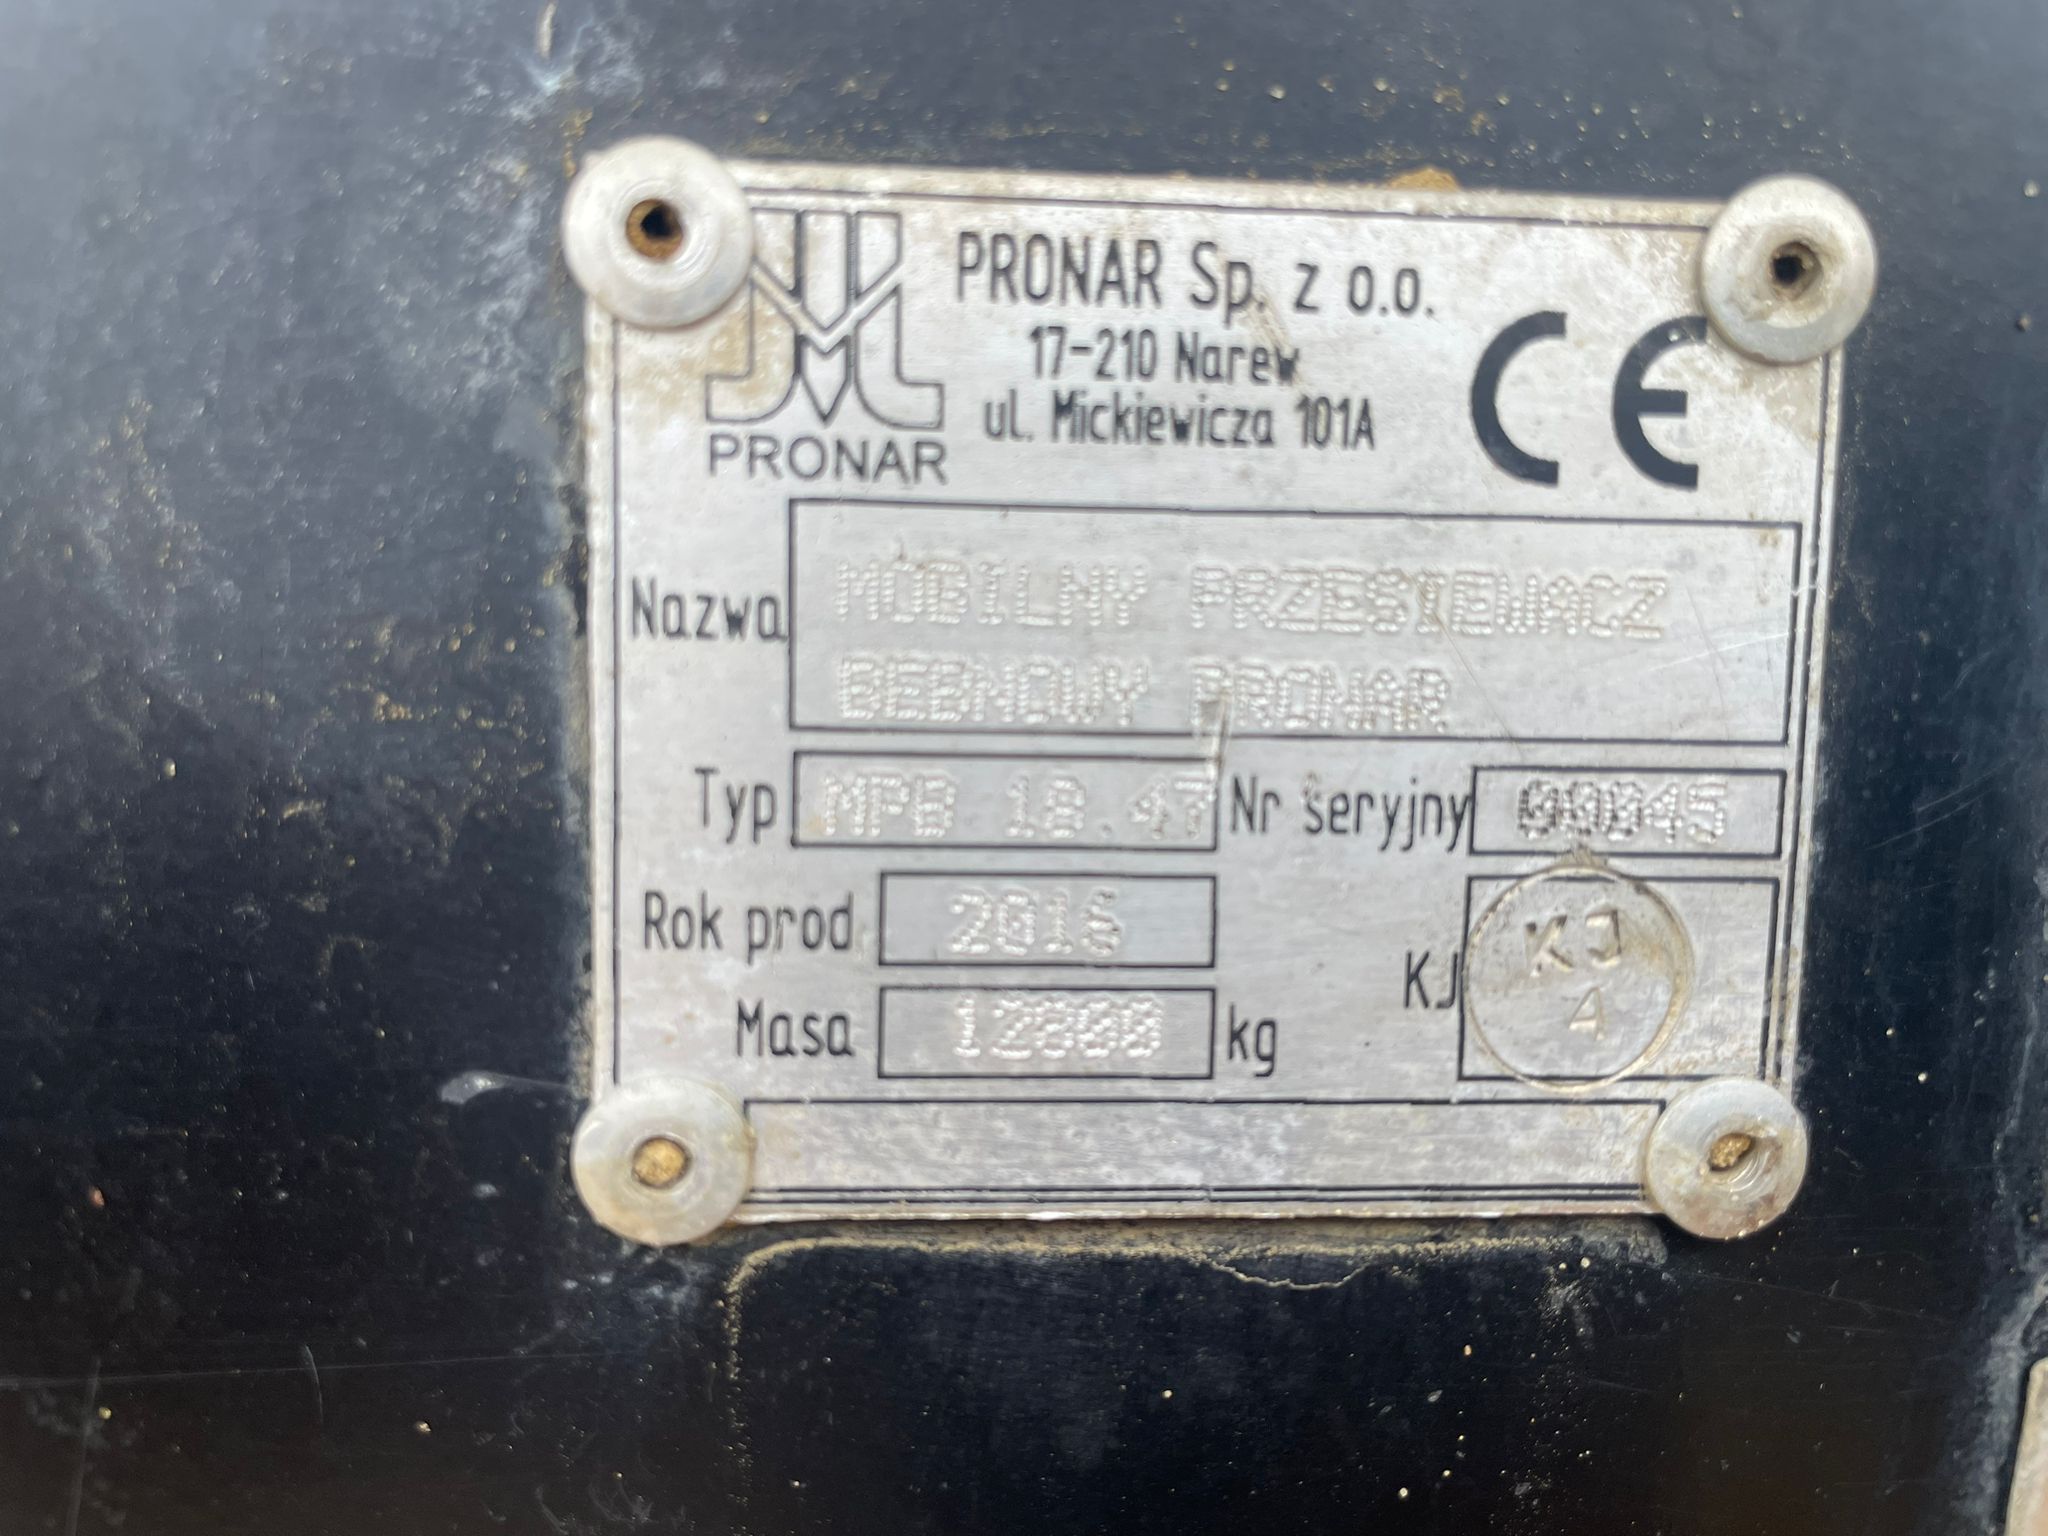 PRONAR Sp. z o.o.
17-210 Narew
ul. Mickiewicza 101A
PRONAR
CE
Nazwa MOBILNY PRZESIEWACZ
BEBNOWY PRONAR
Typ MPB 18.47 Nr seryjny 00045
Rok prod 2016
KJ KJ
4
Masa 12800 kg